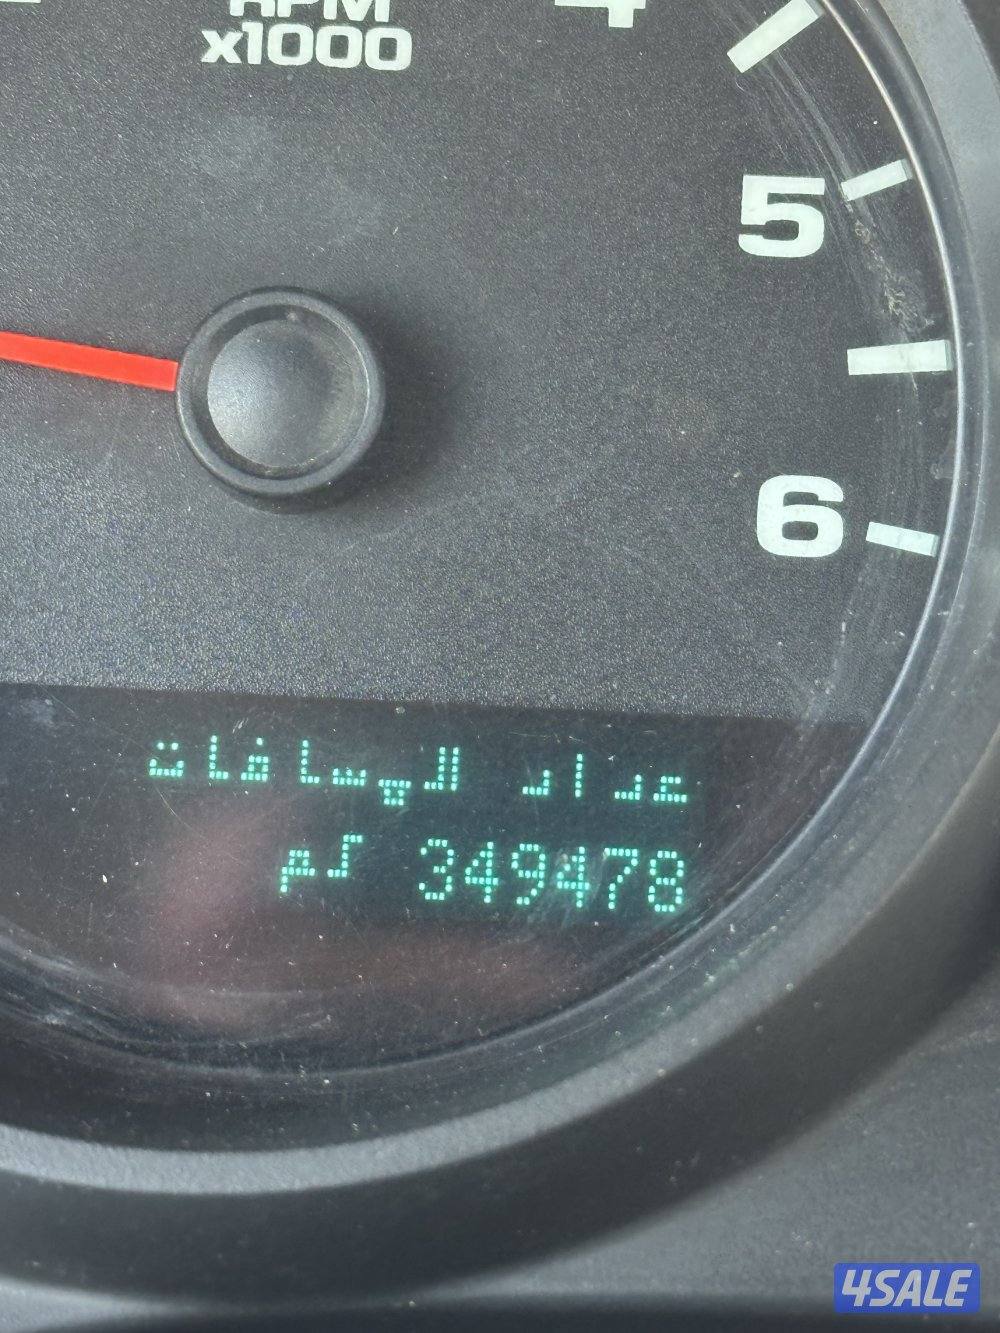 RPM
x1000
4
5
6
عداد المسافات
349478 كم
4SALE